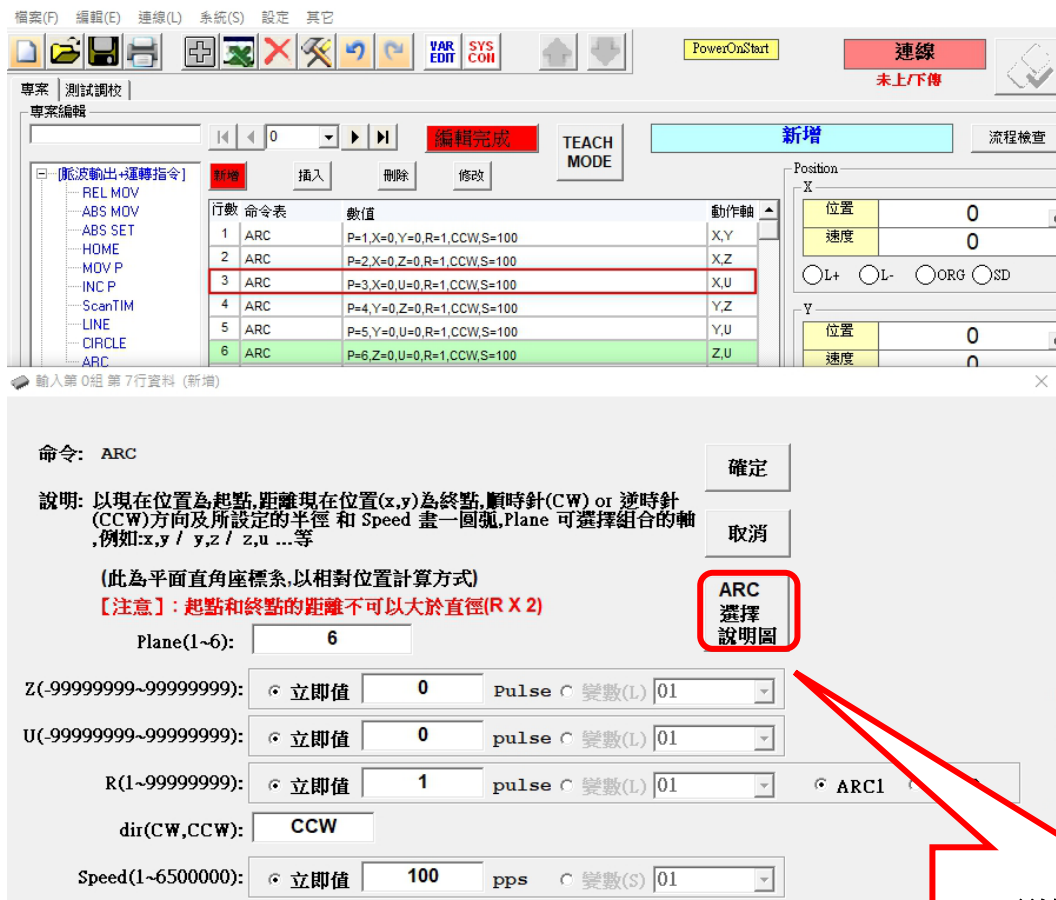 檔案(F) 編輯(E) 連線(L) 系統(S) 設定 其它
VAR EDIT SYS CON PowerOnStart 連線
未上/下傳
專案 測試調校
專案編輯
0 編輯完成 TEACH MODE 新增 流程檢查
新增 插入 刪除 修改
[脈波輸出+運轉指令]
REL MOV
ABS MOV
ABS SET
HOME
MOV P
INC P
ScanTIM
LINE
CIRCLE
ARC
行數 命令表 數值 動作軸
1 ARC P=1,X=0,Y=0,R=1,CCW,S=100 X,Y
2 ARC P=2,X=0,Z=0,R=1,CCW,S=100 X,Z
3 ARC P=3,X=0,U=0,R=1,CCW,S=100 X,U
4 ARC P=4,Y=0,Z=0,R=1,CCW,S=100 Y,Z
5 ARC P=5,Y=0,U=0,R=1,CCW,S=100 Y,U
6 ARC P=6,Z=0,U=0,R=1,CCW,S=100 Z,U
Position
X
位置 0
速度 0
L+ L- ORG SD
Y
位置 0
速度 0
輸入第 0組 第 7行資料 (新增)
命令: ARC
確定
說明: 以現在位置為起點,距離現在位置(x,y)為終點,順時針(CW) or 逆時針
(CCW)方向及所設定的半徑 和 Speed 畫一圓弧,Plane 可選擇組合的軸
,例如:x,y / y,z / z,u ...等
取消
(此為平面直角座標系,以相對位置計算方式)
【注意】: 起點和終點的距離不可以大於直徑(R X 2)
ARC
選擇
說明圖
Plane(1~6): 6
Z(-99999999~99999999): 立即值 0 Pulse 變數(L) 01
U(-99999999~99999999): 立即值 0 pulse 變數(L) 01
R(1~99999999): 立即值 1 pulse 變數(L) 01 ARC1
dir(CW,CCW): CCW
Speed(1~6500000): 立即值 100 pps 變數(S) 01